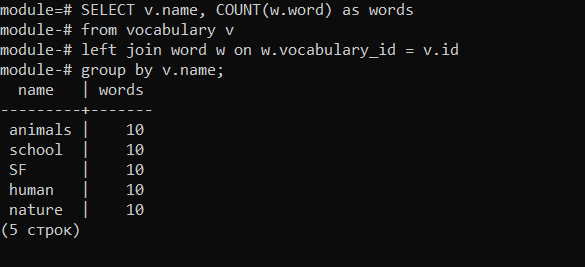 module=# SELECT v.name, COUNT(w.word) as words
module-# from vocabulary v
module-# left join word w on w.vocabulary_id = v.id
module-# group by v.name;
  name   | words
---------+-------
 animals |    10
 school  |    10
 SF      |    10
 human   |    10
 nature  |    10
(5 строк)